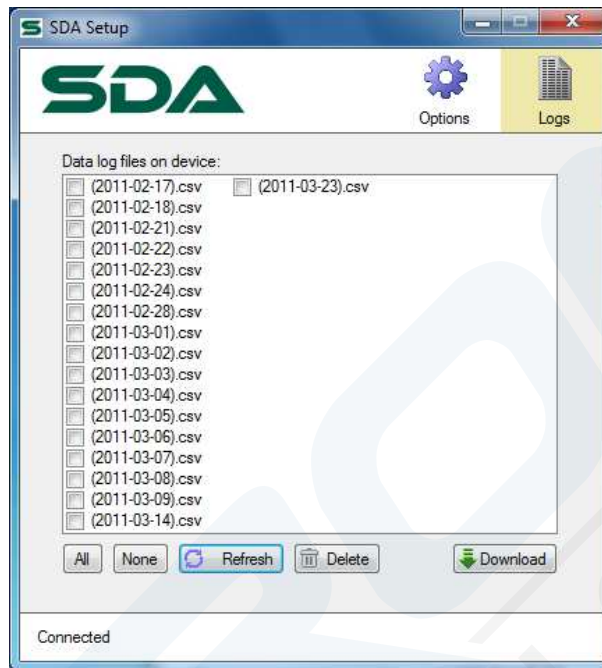 SDA Setup
SDA
Options
Logs
Data log files on device:
(2011-02-17).csv
(2011-02-18).csv
(2011-02-21).csv
(2011-02-22).csv
(2011-02-23).csv
(2011-02-24).csv
(2011-02-28).csv
(2011-03-01).csv
(2011-03-02).csv
(2011-03-03).csv
(2011-03-04).csv
(2011-03-05).csv
(2011-03-06).csv
(2011-03-07).csv
(2011-03-08).csv
(2011-03-09).csv
(2011-03-14).csv
(2011-03-23).csv
All None Refresh Delete Download
Connected